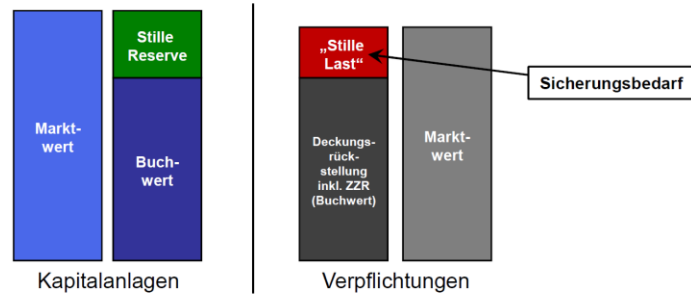 Markt-
wert
Stille
Reserve
Buch-
wert
Kapitalanlagen
„Stille
Last“
Deckungs-
rück-
stellung
inkl. ZZR
(Buchwert)
Markt-
wert
Sicherungsbedarf
Verpflichtungen